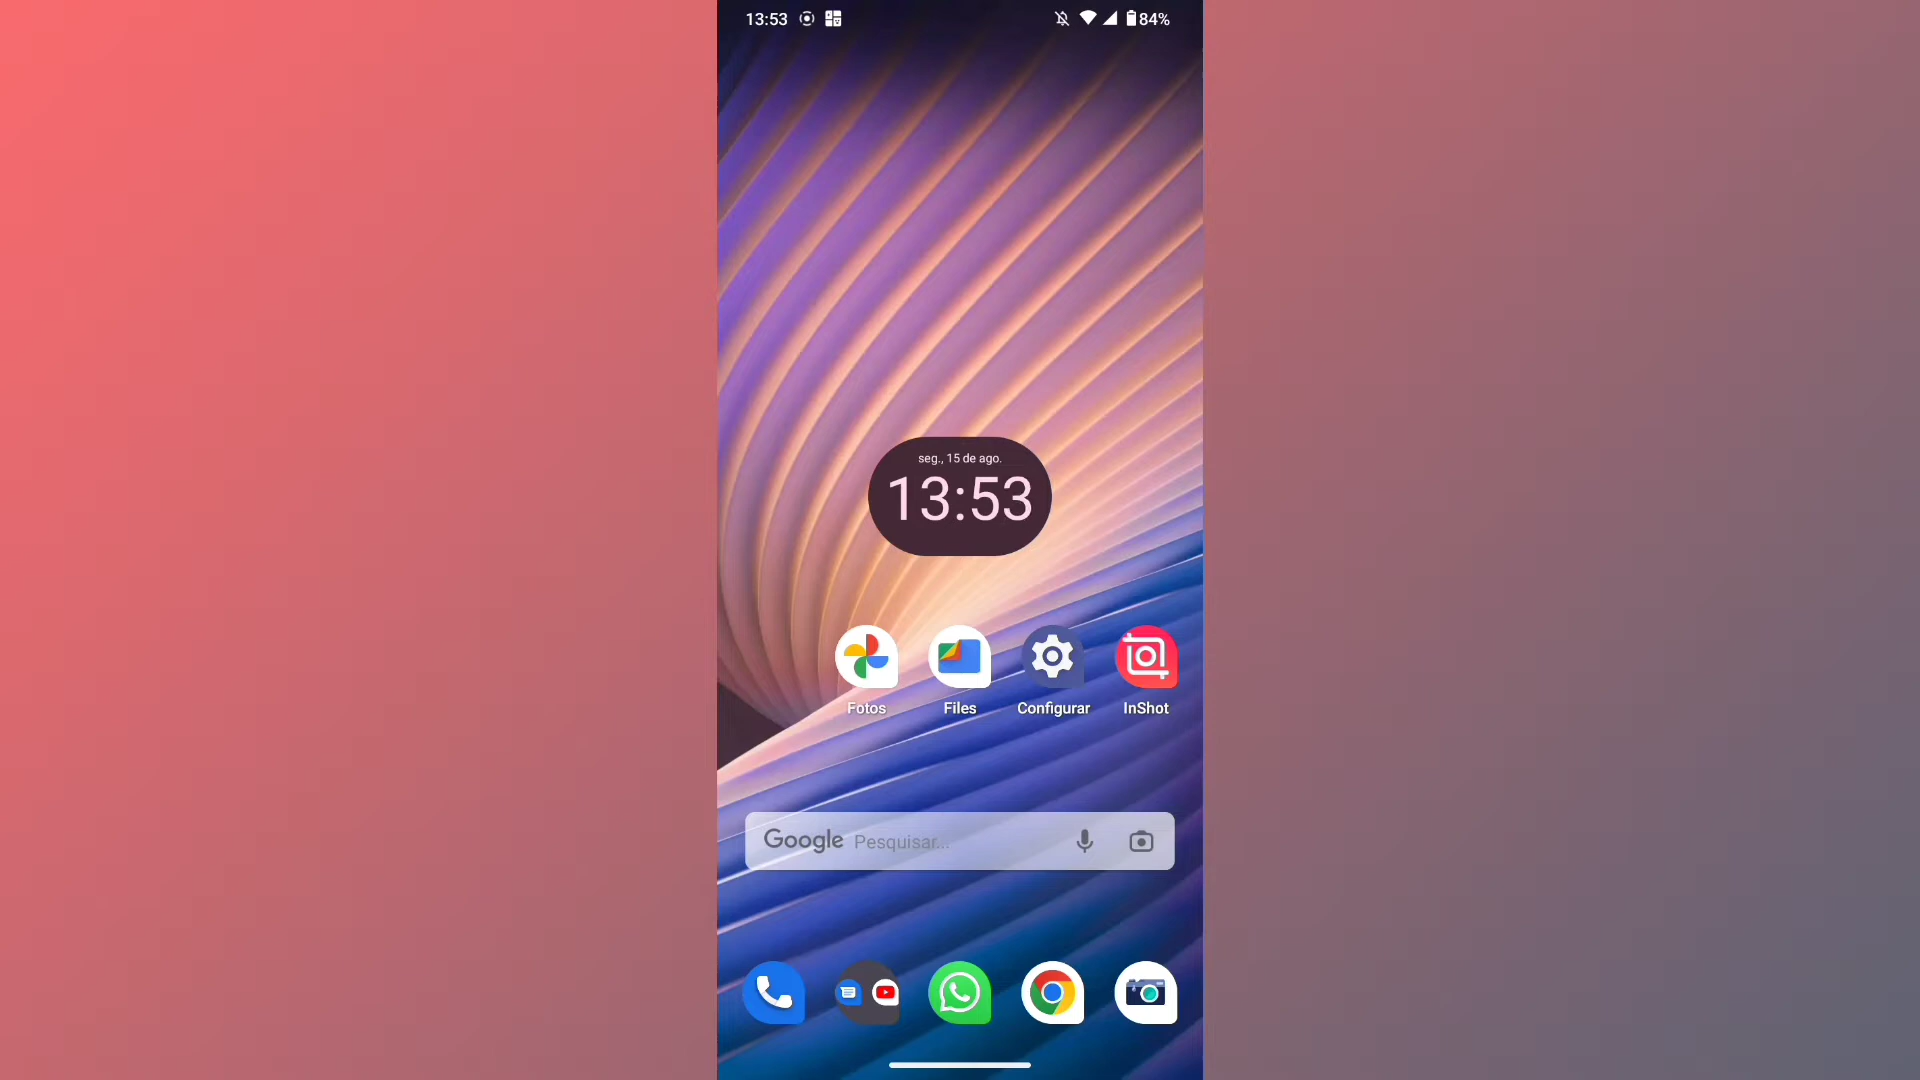 13:53
84%
seg., 15 de ago.
13:53
Fotos
Files
Configurar
InShot
Google Pesquisar...